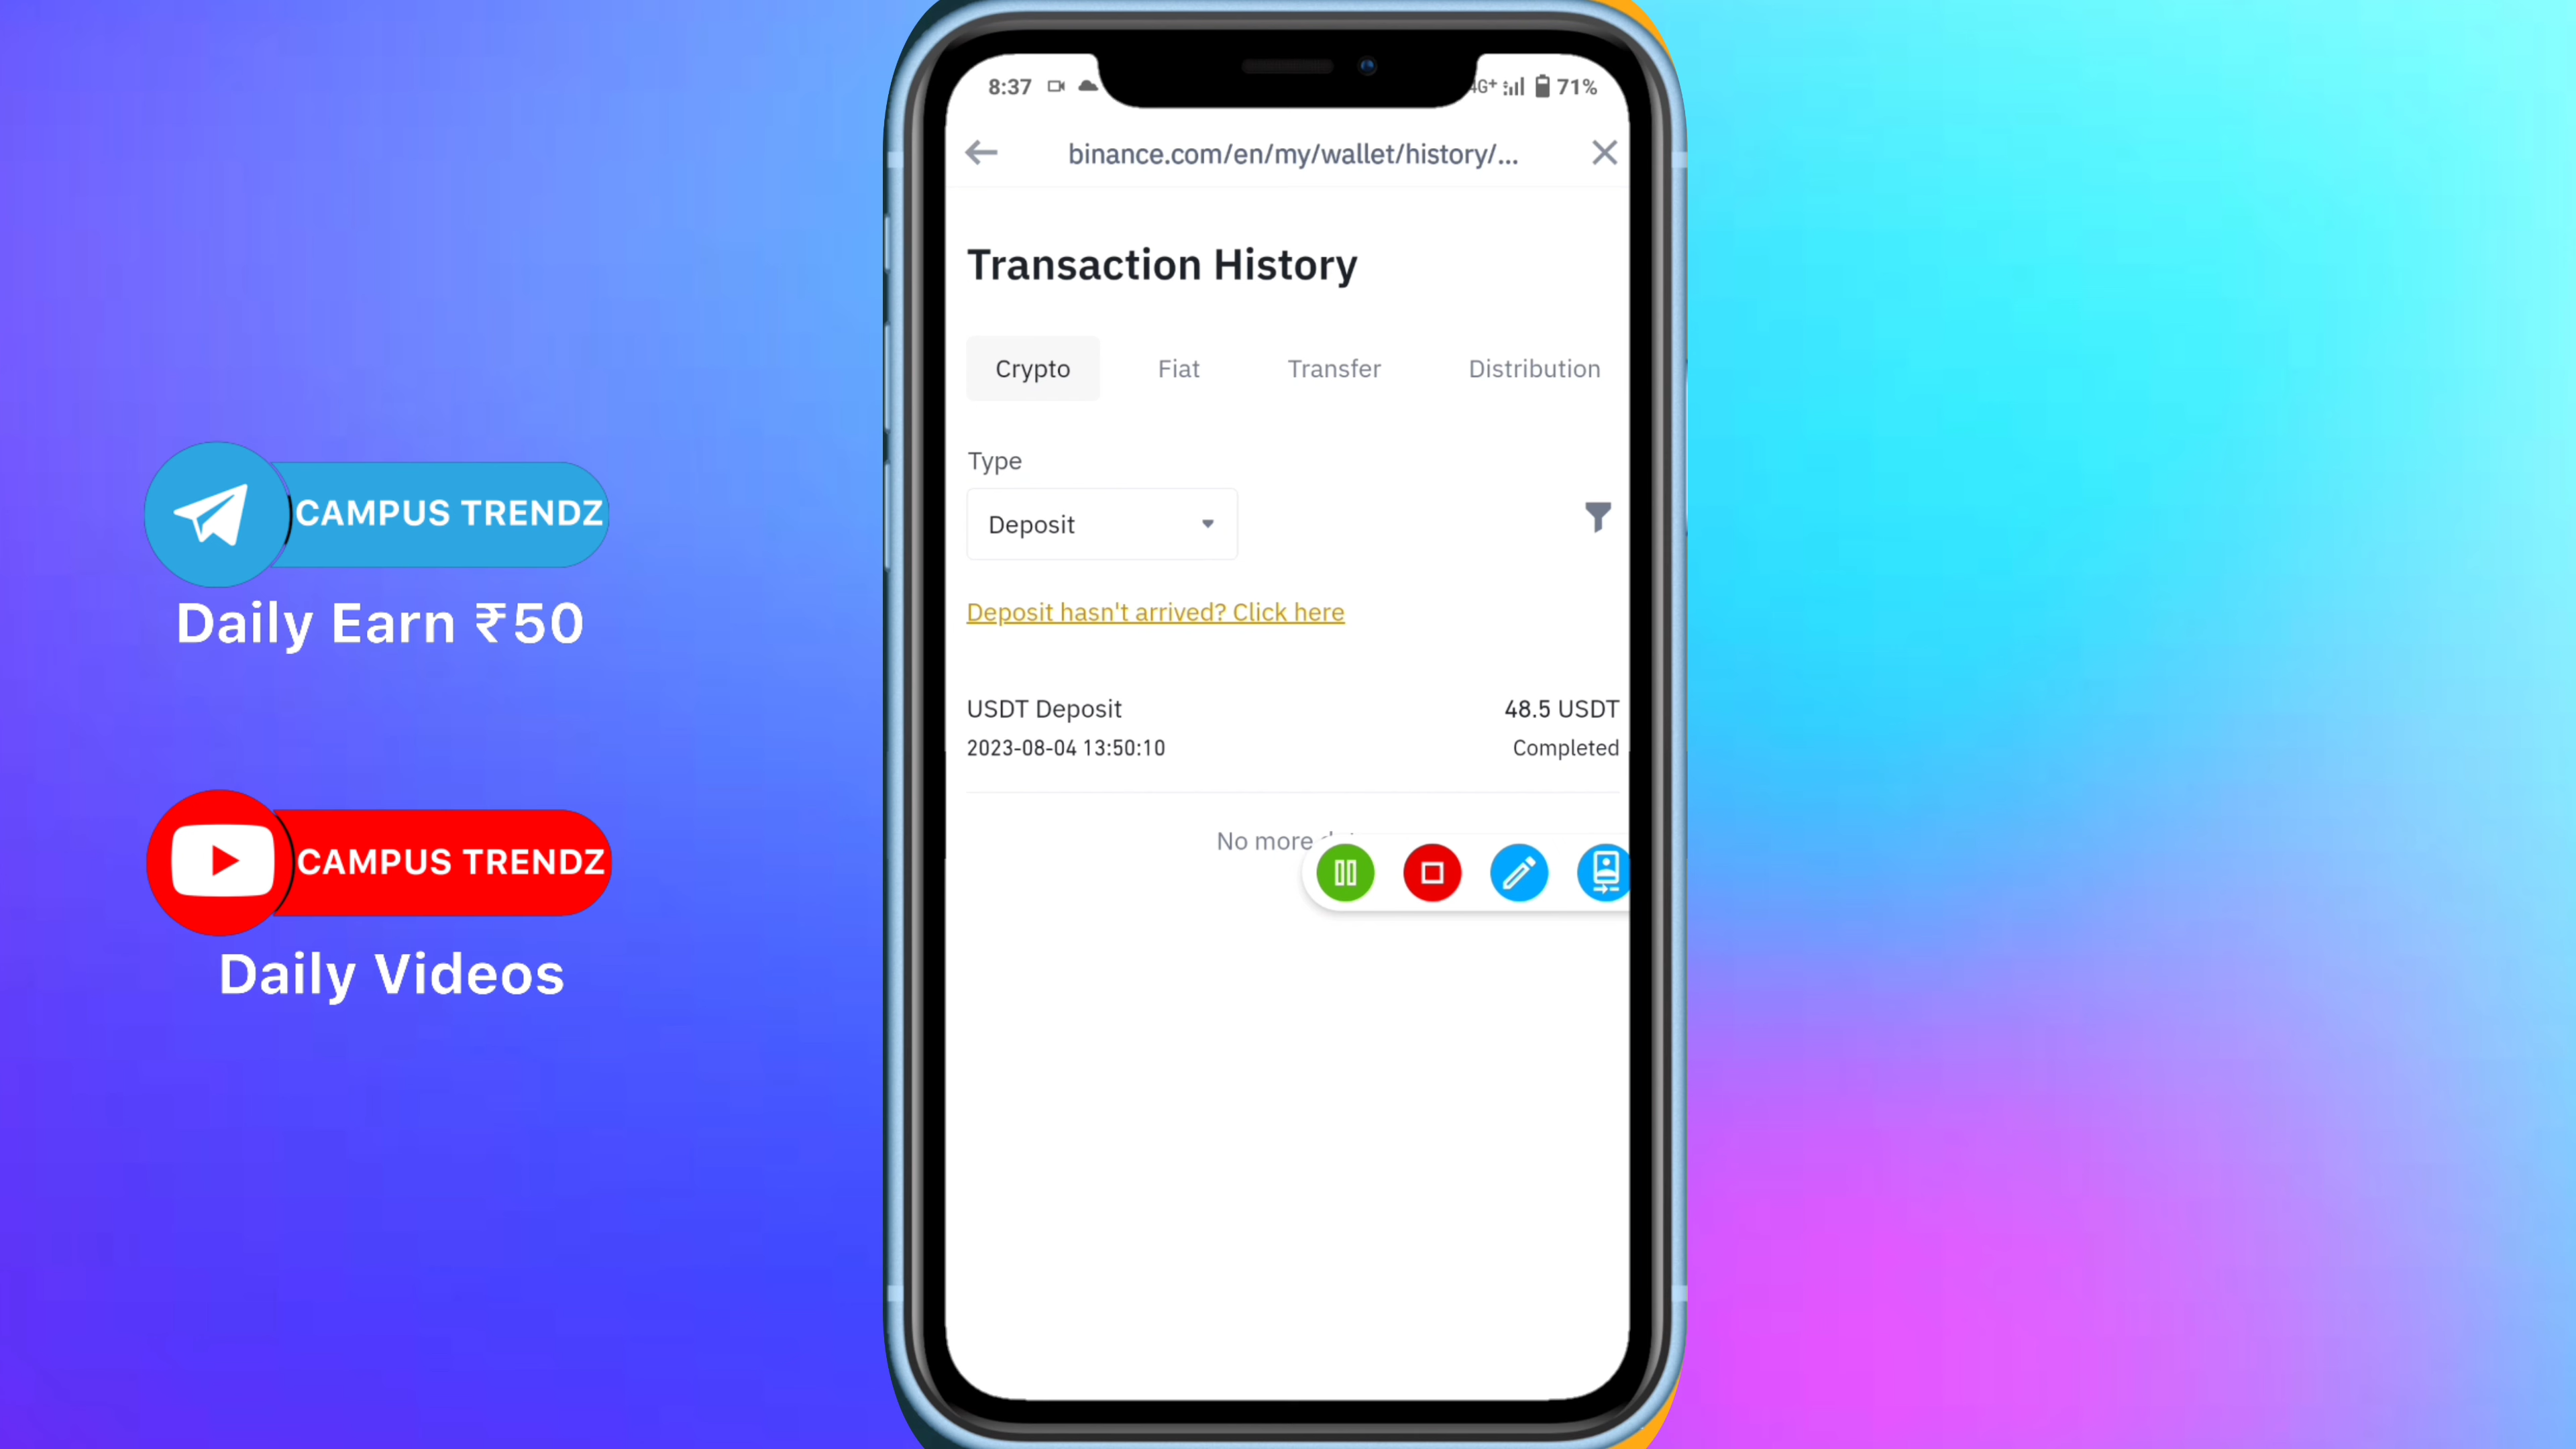 8:37
4G+ 71%
binance.com/en/my/wallet/history/...
Transaction History
Crypto Fiat Transfer Distribution
Type
Deposit
Deposit hasn't arrived? Click here
USDT Deposit 48.5 USDT
2023-08-04 13:50:10 Completed
No more
CAMPUS TRENDZ
Daily Earn ₹50
CAMPUS TRENDZ
Daily Videos